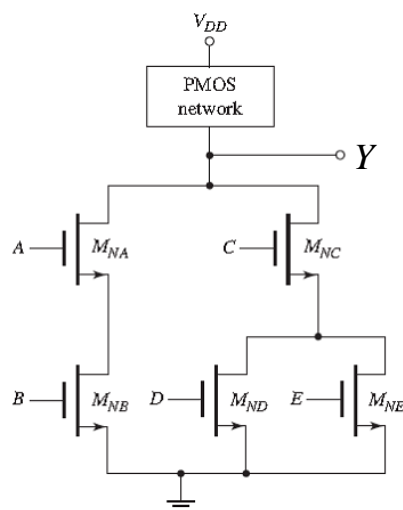 V_DD
PMOS
network
Y
A
M_NA
C
M_NC
B
M_NB
D
M_ND
E
M_NE